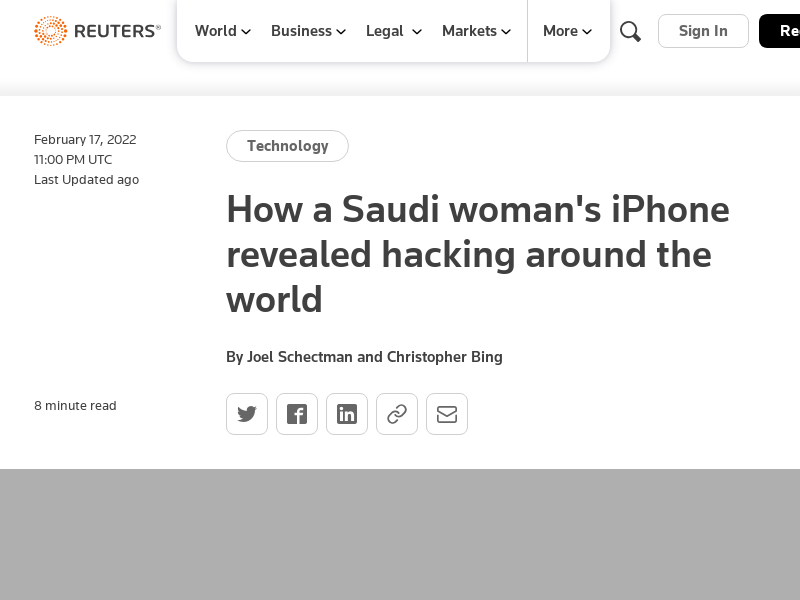 REUTERS®
World
Business
Legal
Markets
More
Sign In
February 17, 2022
11:00 PM UTC
Last Updated ago
Technology
How a Saudi woman's iPhone
revealed hacking around the
world
By Joel Schectman and Christopher Bing
8 minute read